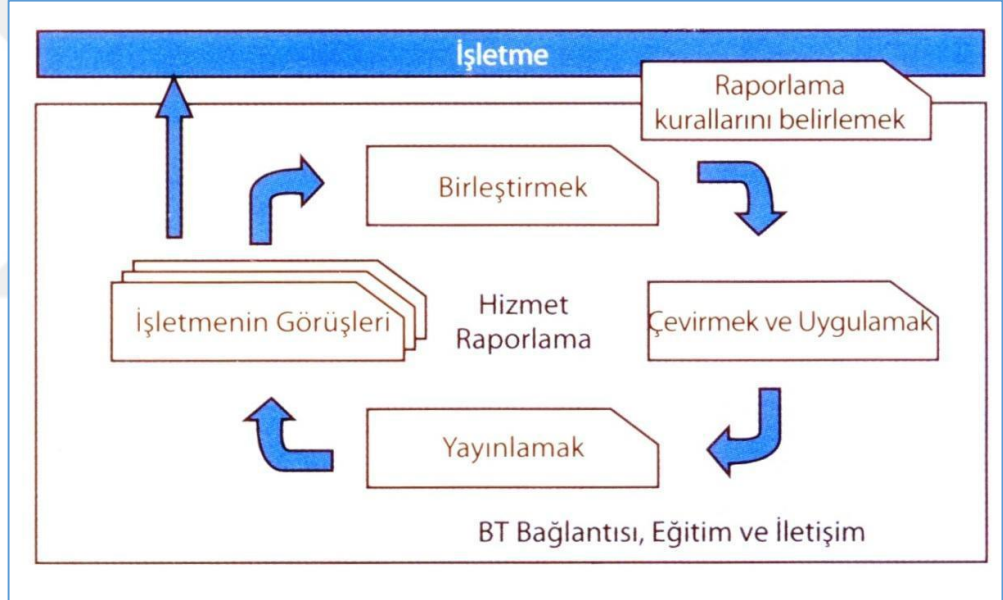 İşletme
Raporlama
kurallarını belirlemek
Birleştirmek
İşletmenin Görüşleri
Hizmet
Raporlama
Çevirmek ve Uygulamak
Yayınlamak
BT Bağlantısı, Eğitim ve İletişim